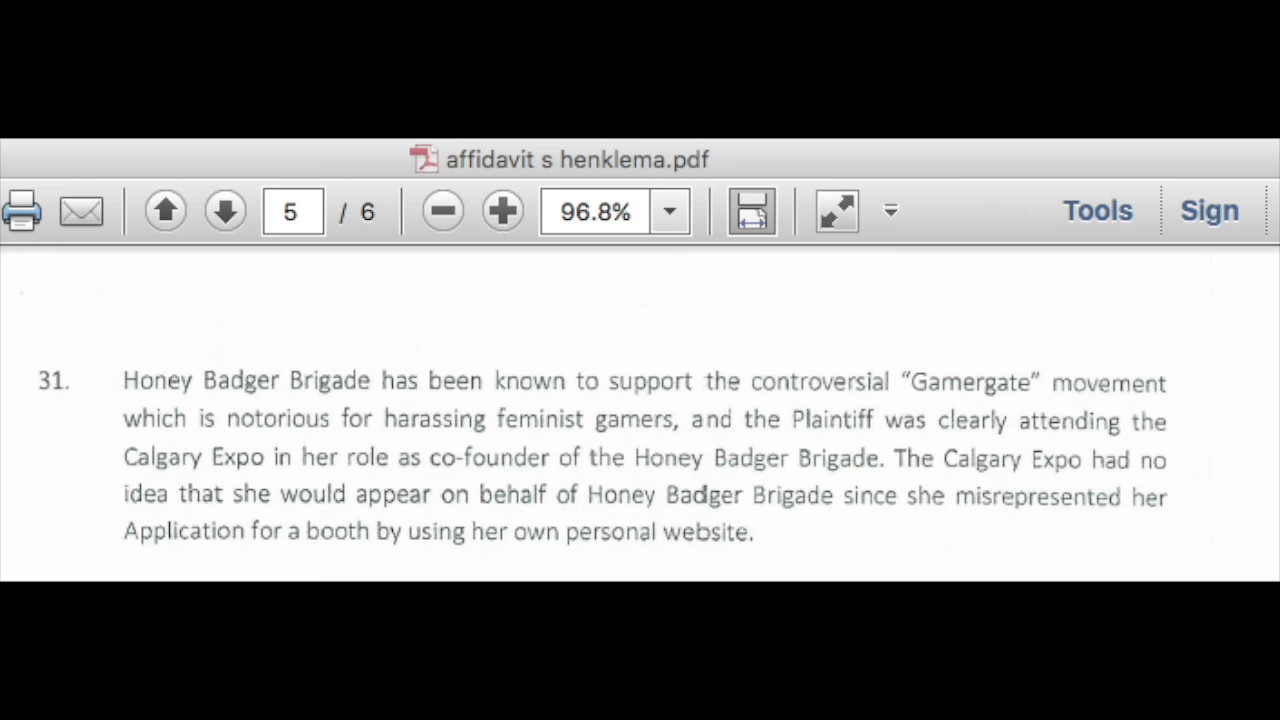 affidavit s henklema.pdf
5 / 6 96.8% Tools Sign
31. Honey Badger Brigade has been known to support the controversial “Gamergate” movement
which is notorious for harassing feminist gamers, and the Plaintiff was clearly attending the
Calgary Expo in her role as co-founder of the Honey Badger Brigade. The Calgary Expo had no
idea that she would appear on behalf of Honey Badger Brigade since she misrepresented her
Application for a booth by using her own personal website.